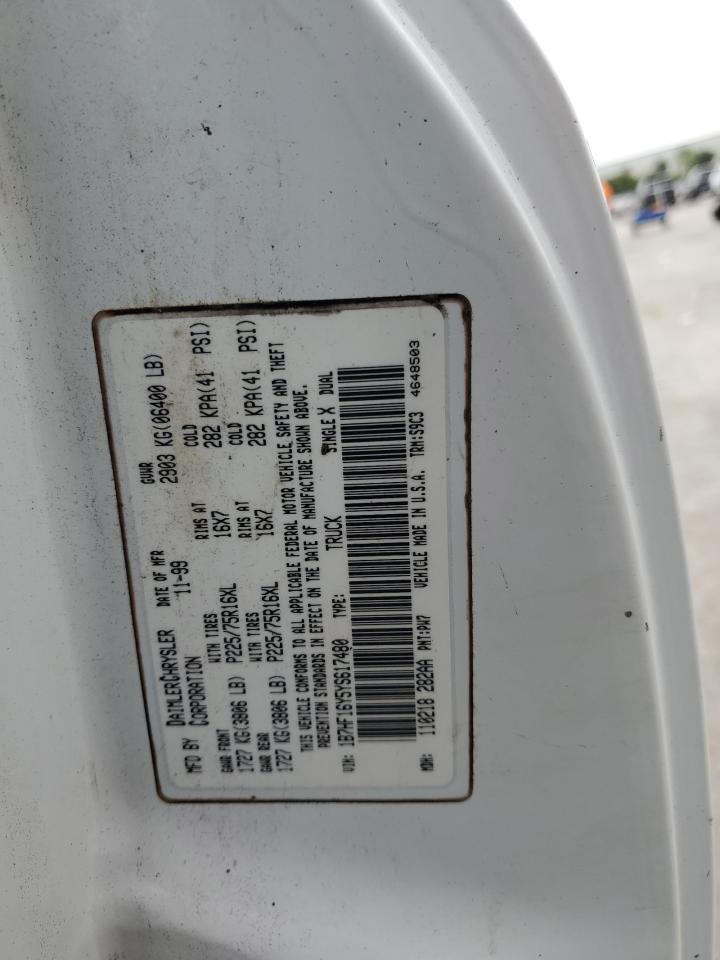 MFD BY DAIMLERCHRYSLER CORPORATION DATE OF MFR 11-99 GVWR 2903 KG(06400 LB)
GAWR FRONT WITH TIRES RIMS AT COLD
1727 KG(3806 LB) P225/75R16XL 16X7 282 KPA(41 PSI)
GAWR REAR WITH TIRES RIMS AT COLD
1727 KG(3806 LB) P225/75R16XL 16X7 282 KPA(41 PSI)
THIS VEHICLE CONFORMS TO ALL APPLICABLE FEDERAL MOTOR VEHICLE SAFETY AND THEFT
PREVENTION STANDARDS IN EFFECT ON THE DATE OF MANUFACTURE SHOWN ABOVE.
VIN: 1B7HF16Y5YS617480 TYPE: TRUCK SINGLE X DUAL
MDH: 110218 282AA PNT:PW7 VEHICLE MADE IN U.S.A. TRM:S9C3 4648503